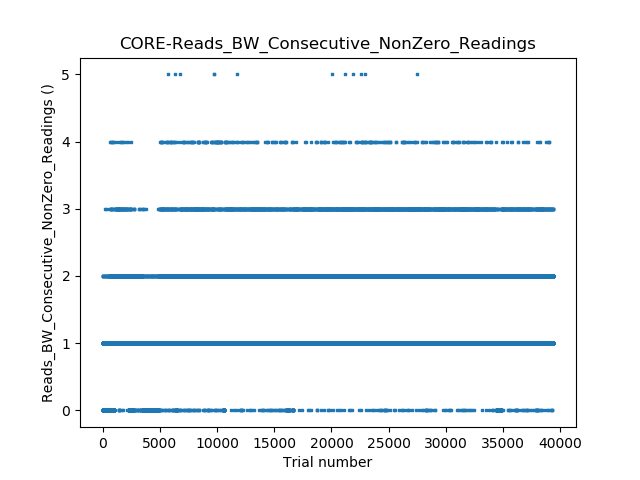 CORE-Reads_BW_Consecutive_NonZero_Readings
Reads_BW_Consecutive_NonZero_Readings ()
5
4
3
2
1
0
0 5000 10000 15000 20000 25000 30000 35000 40000
Trial number